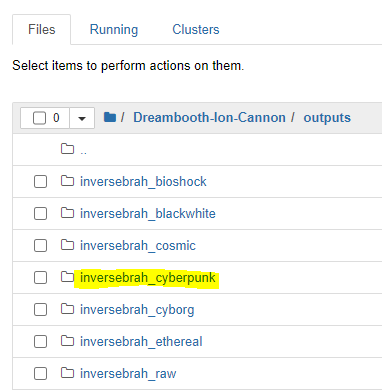 Files Running Clusters
Select items to perform actions on them.
0 / Dreambooth-Ion-Cannon / outputs
..
inversebrah_bioshock
inversebrah_blackwhite
inversebrah_cosmic
inversebrah_cyberpunk
inversebrah_cyborg
inversebrah_ethereal
inversebrah_raw